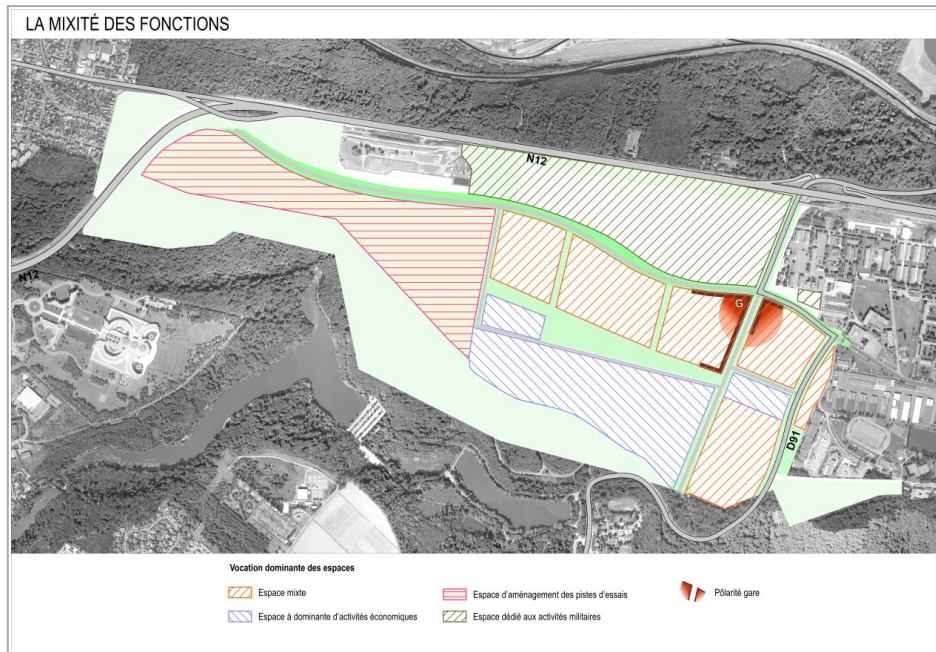 LA MIXITÉ DES FONCTIONS
N12
N12
G
D91
Vocation dominante des espaces
Espace mixte
Espace d'aménagement des pistes d'essais
Pôlarité gare
Espace à dominante d'activités économiques
Espace dédié aux activités militaires